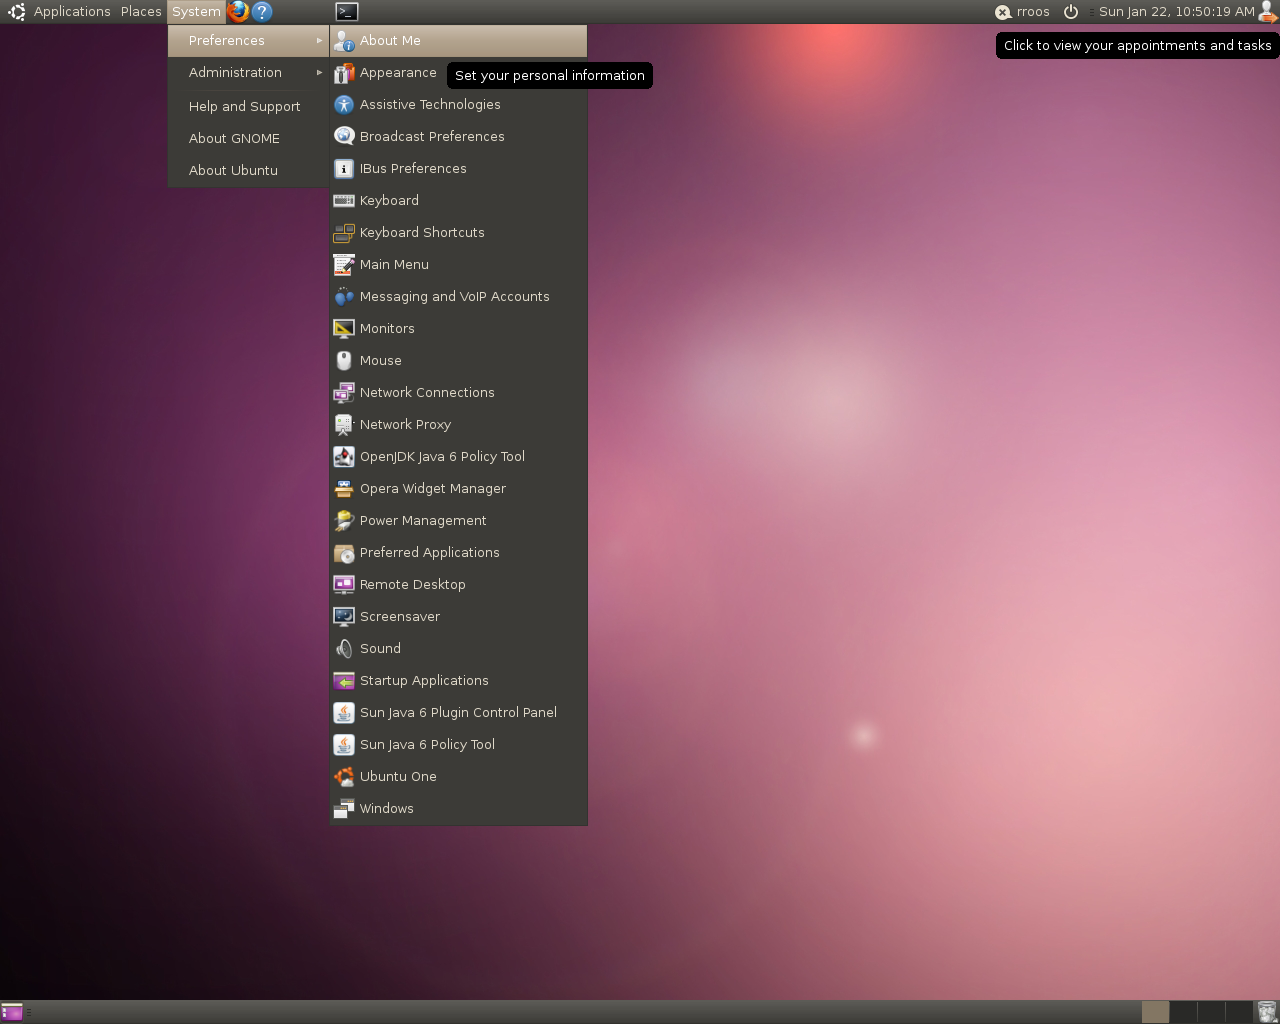 Applications Places System rroos Sun Jan 22, 10:50:19 AM
Click to view your appointments and tasks
Preferences
Administration
Help and Support
About GNOME
About Ubuntu
About Me
Appearance
Set your personal information
Assistive Technologies
Broadcast Preferences
IBus Preferences
Keyboard
Keyboard Shortcuts
Main Menu
Messaging and VoIP Accounts
Monitors
Mouse
Network Connections
Network Proxy
OpenJDK Java 6 Policy Tool
Opera Widget Manager
Power Management
Preferred Applications
Remote Desktop
Screensaver
Sound
Startup Applications
Sun Java 6 Plugin Control Panel
Sun Java 6 Policy Tool
Ubuntu One
Windows